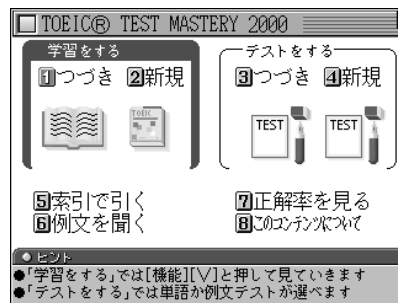 TOEIC® TEST MASTERY 2000
学習をする
1つづき 2新規
テストをする
3つづき 4新規
TOEIC
TEST
TEST
5索引で引く
6例文を聞く
7正解率を見る
8このコンテンツについて
●ヒント
●「学習をする」では[機能][∨]と押して見ていきます
●「テストをする」では単語か例文テストが選べます